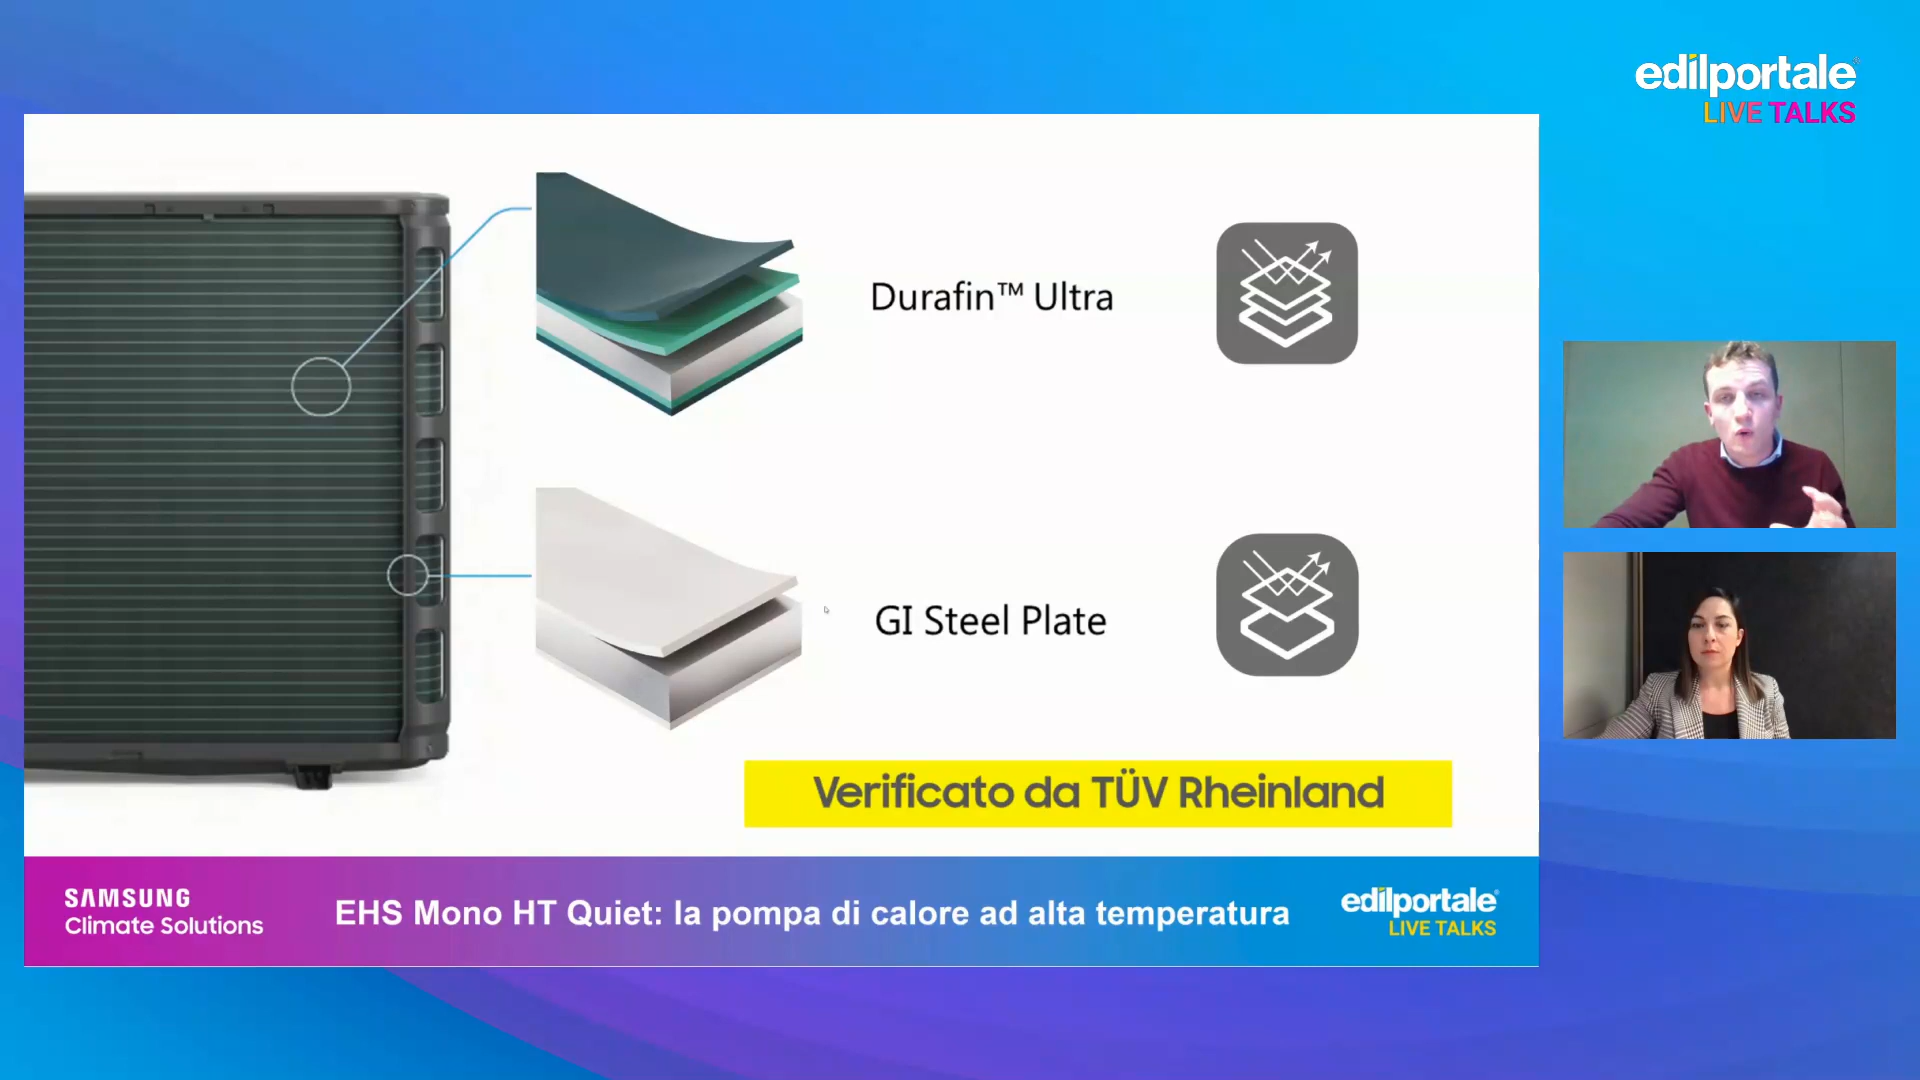 edilportale
LIVE TALKS
Durafin™ Ultra
GI Steel Plate
Verificato da TÜV Rheinland
SAMSUNG
Climate Solutions
EHS Mono HT Quiet: la pompa di calore ad alta temperatura
edilportale®
LIVE TALKS